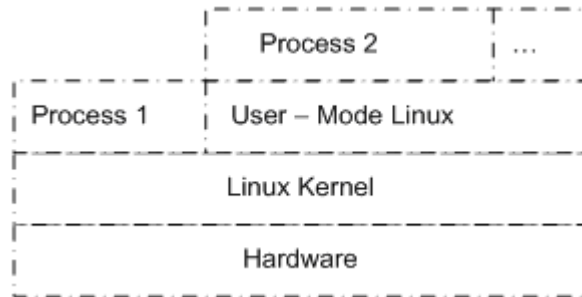 Process 2 ...
Process 1 User – Mode Linux
Linux Kernel
Hardware